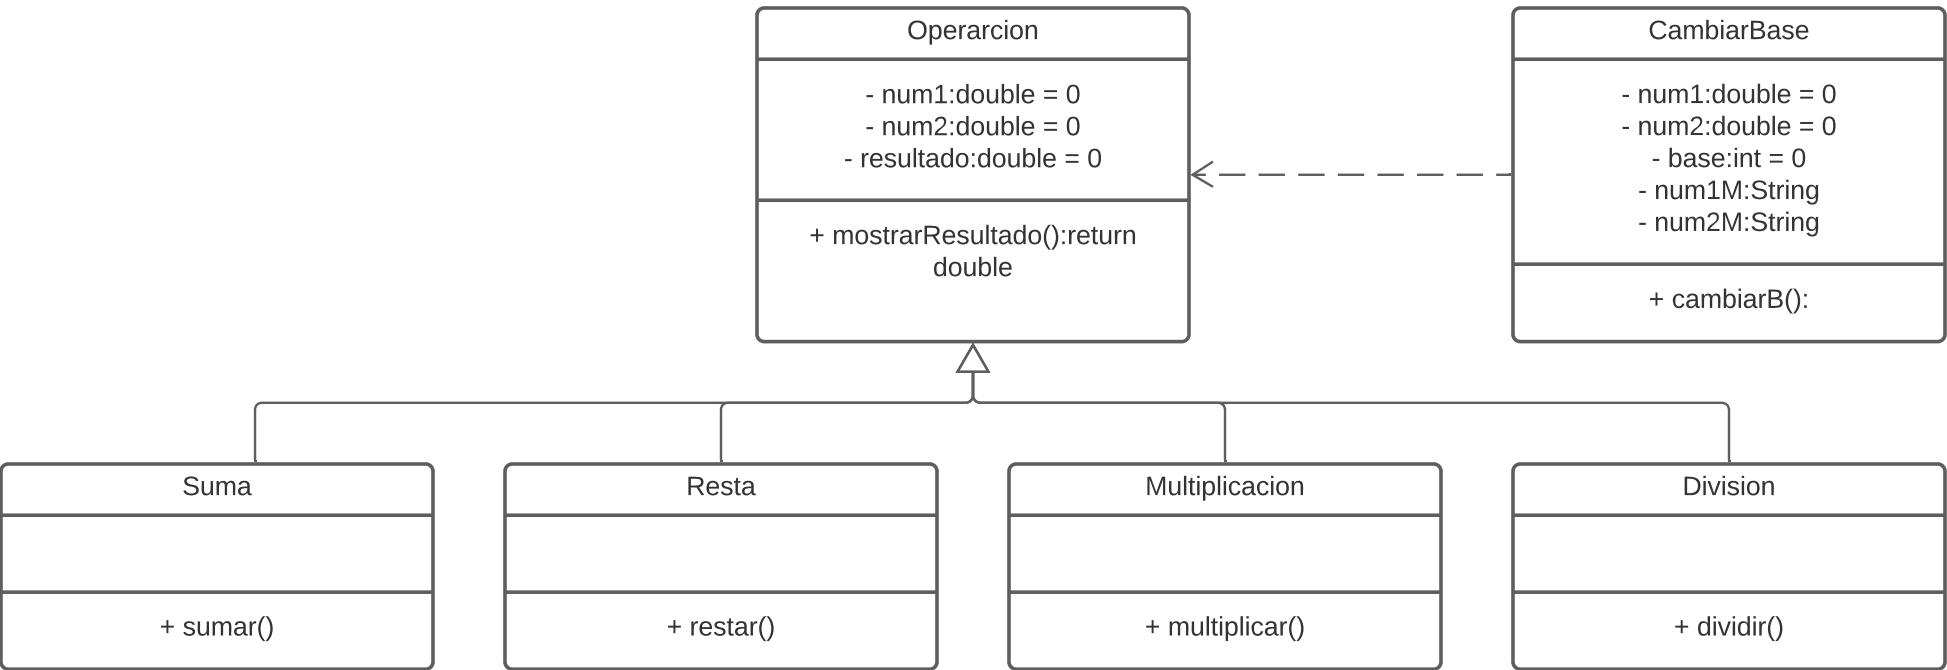 Operarcion
- num1:double = 0
- num2:double = 0
- resultado:double = 0
+ mostrarResultado():return
double
CambiarBase
- num1:double = 0
- num2:double = 0
- base:int = 0
- num1M:String
- num2M:String
+ cambiarB():
Suma
+ sumar()
Resta
+ restar()
Multiplicacion
+ multiplicar()
Division
+ dividir()